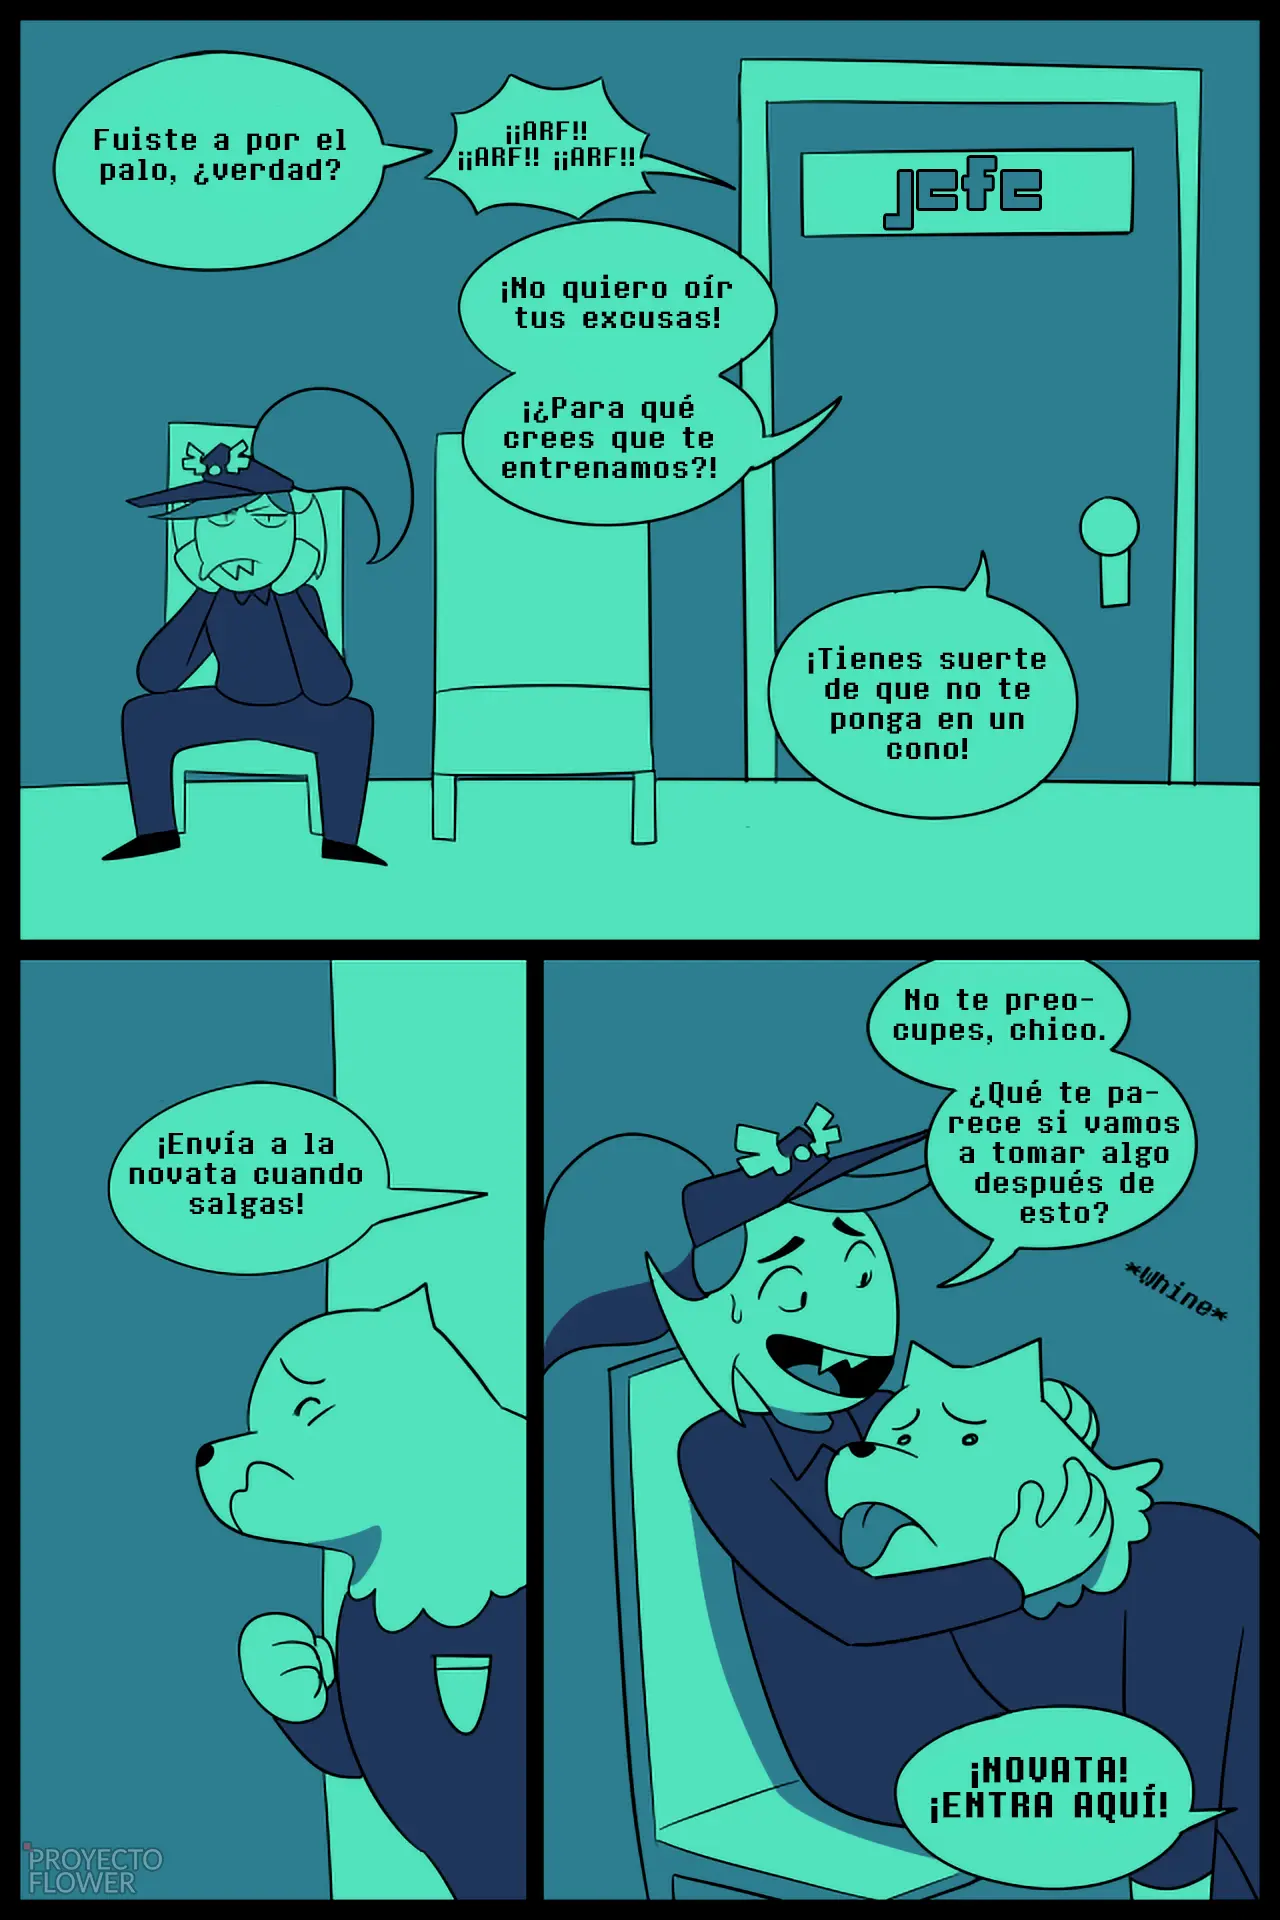 Fuiste a por el
palo, ¿verdad?
¡¡ARF!!
¡¡ARF!! ¡¡ARF!!
jefe
¡No quiero oír
tus excusas!
¡¿Para qué
crees que te
entrenamos?!
¡Tienes suerte
de que no te
ponga en un
cono!
¡Envía a la
novata cuando
salgas!
No te preo-
cupes, chico.
¿Qué te pa-
rece si vamos
a tomar algo
después de
esto?
*Whine*
¡NOVATA!
¡ENTRA AQUÍ!
PROYECTO
FLOWER